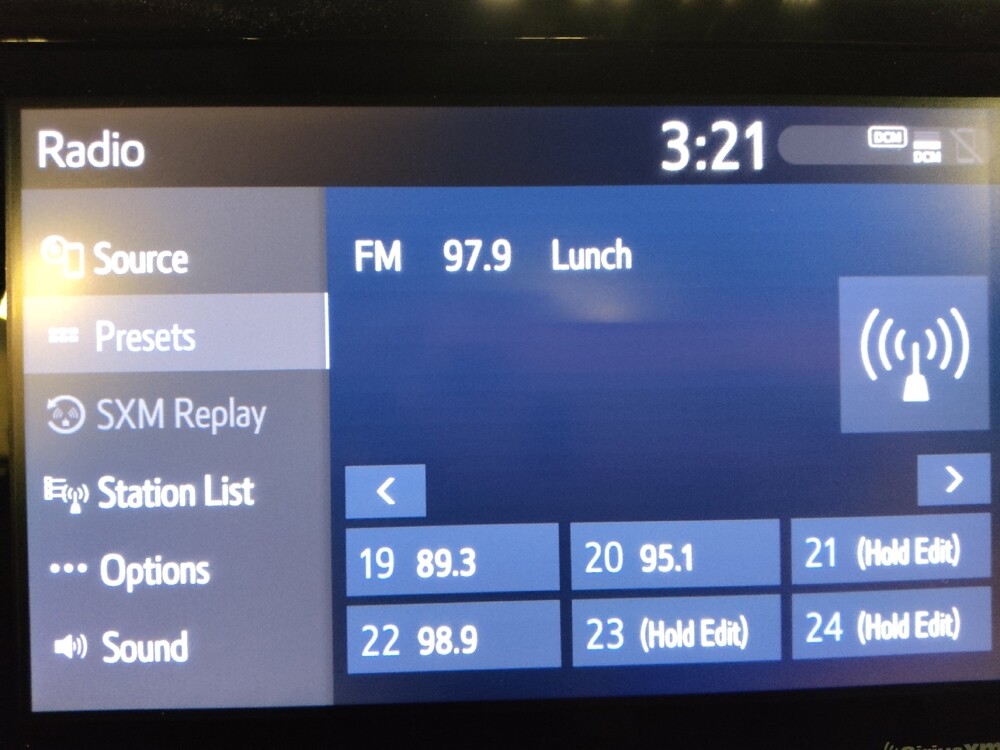 Radio 3:21 DCM DCM
Source
Presets
SXM Replay
Station List
Options
Sound
FM 97.9 Lunch
19 89.3 20 95.1 21 (Hold Edit)
22 98.9 23 (Hold Edit) 24 (Hold Edit)